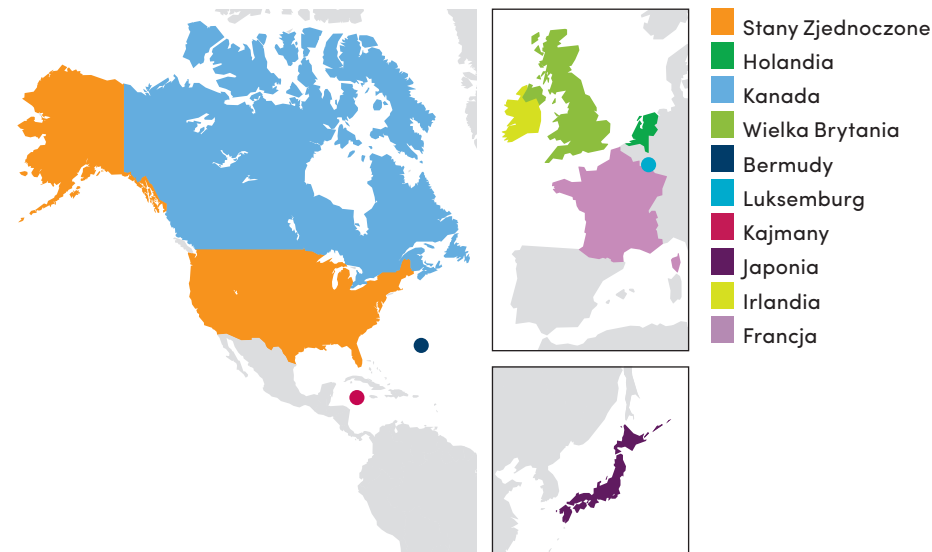 Stany Zjednoczone
Holandia
Kanada
Wielka Brytania
Bermudy
Luksemburg
Kajmany
Japonia
Irlandia
Francja